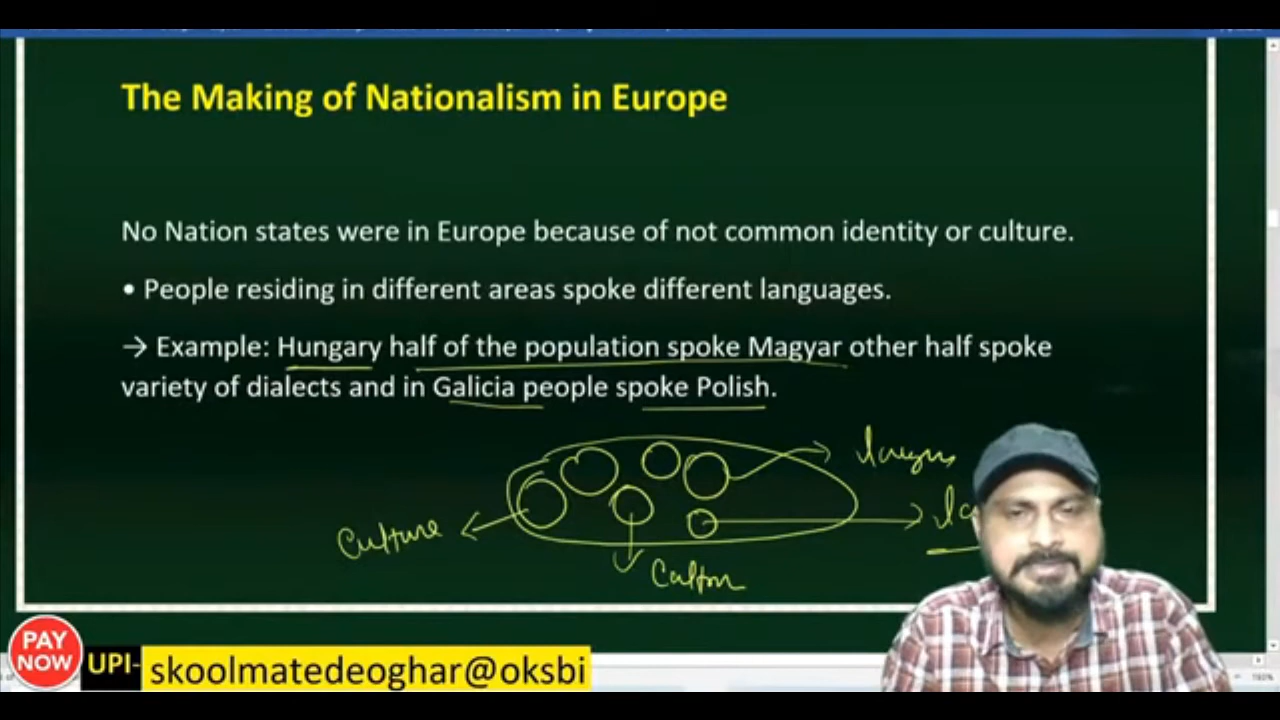 The Making of Nationalism in Europe
No Nation states were in Europe because of not common identity or culture.
• People residing in different areas spoke different languages.
→ Example: Hungary half of the population spoke Magyar other half spoke
variety of dialects and in Galicia people spoke Polish.
Culture
PAY
NOW
UPI-
skoolmatedeoghar@oksbi